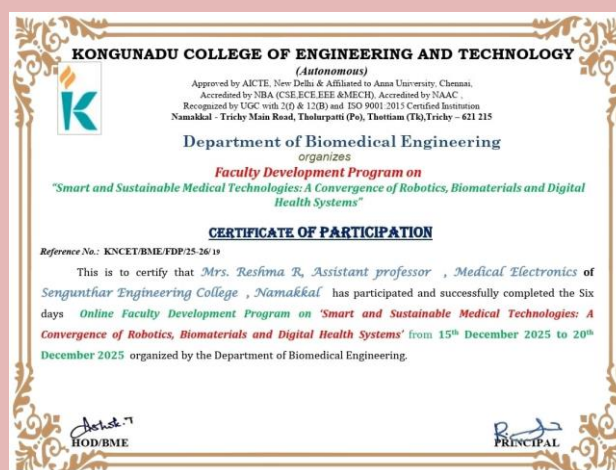 KONGUNADU COLLEGE OF ENGINEERING AND TECHNOLOGY
(Autonomous)
Approved by AICTE, New Delhi & Affiliated to Anna University, Chennai,
Accredited by NBA (CSE,ECE,EEE &MECH), Accredited by NAAC ,
Recognized by UGC with 2(f) & 12(B) and ISO 9001:2015 Certified Institution
Namakkal - Trichy Main Road, Tholurpatti (Po), Thottiam (Tk),Trichy – 621 215
Department of Biomedical Engineering
organizes
Faculty Development Program on
"Smart and Sustainable Medical Technologies: A Convergence of Robotics, Biomaterials and Digital
Health Systems"
CERTIFICATE OF PARTICIPATION
Reference No.: KNCET/BME/FDP/25-26/ 19
This is to certify that Mrs. Reshma R, Assistant professor , Medical Electronics of
Sengunthar Engineering College , Namakkal has participated and successfully completed the Six
days Online Faculty Development Program on 'Smart and Sustainable Medical Technologies: A
Convergence of Robotics, Biomaterials and Digital Health Systems' from 15th December 2025 to 20th
December 2025 organized by the Department of Biomedical Engineering.
Ashok.T
HOD/BME
PRINCIPAL